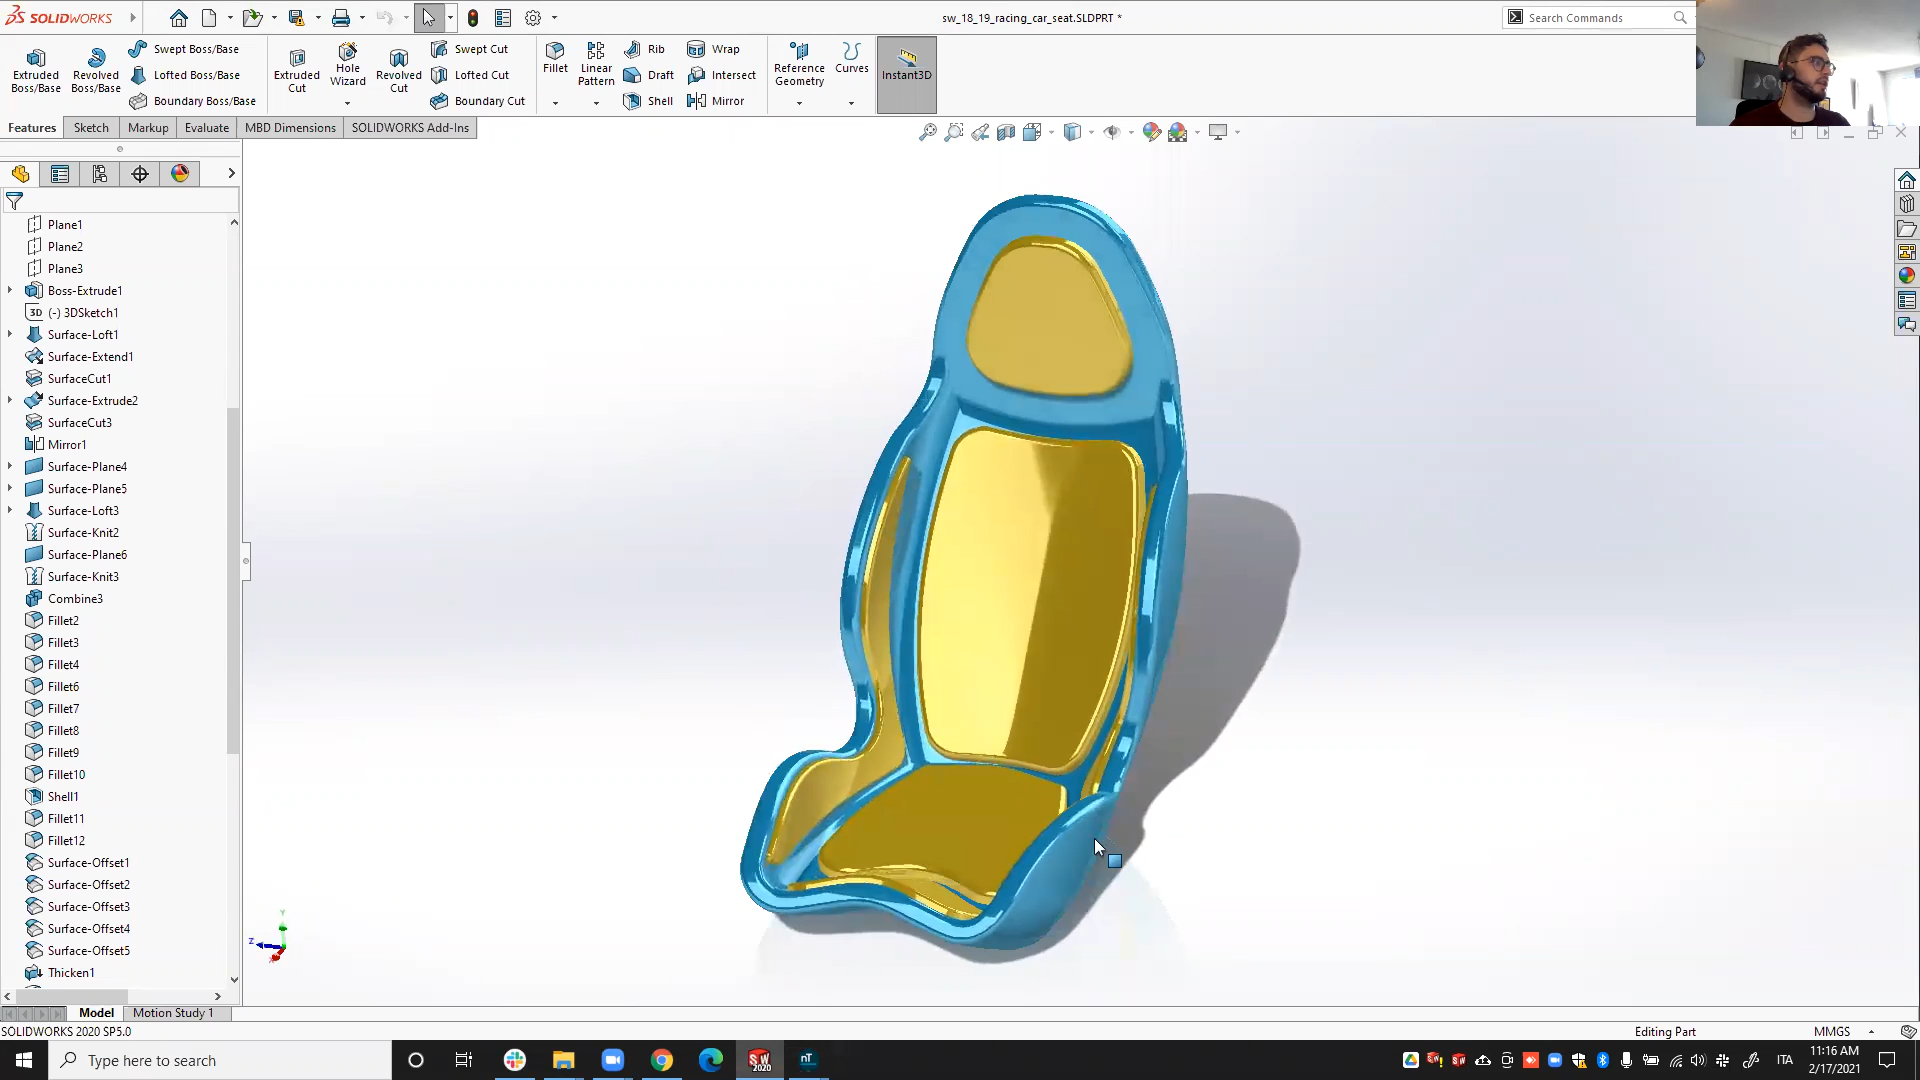 SOLIDWORKS
sw_18_19_racing_car_seat.SLDPRT *
Search Commands
Extruded Boss/Base
Revolved Boss/Base
Swept Boss/Base
Lofted Boss/Base
Boundary Boss/Base
Extruded Cut
Hole Wizard
Revolved Cut
Swept Cut
Lofted Cut
Boundary Cut
Fillet
Linear Pattern
Rib
Draft
Shell
Wrap
Intersect
Mirror
Reference Geometry
Curves
Instant3D
Features
Sketch
Markup
Evaluate
MBD Dimensions
SOLIDWORKS Add-Ins
Plane1
Plane2
Plane3
Boss-Extrude1
3D (-) 3DSketch1
Surface-Loft1
Surface-Extend1
SurfaceCut1
Surface-Extrude2
SurfaceCut3
Mirror1
Surface-Plane4
Surface-Plane5
Surface-Loft3
Surface-Knit2
Surface-Plane6
Surface-Knit3
Combine3
Fillet2
Fillet3
Fillet4
Fillet6
Fillet7
Fillet8
Fillet9
Fillet10
Shell1
Fillet11
Fillet12
Surface-Offset1
Surface-Offset2
Surface-Offset3
Surface-Offset4
Surface-Offset5
Thicken1
Y
Z
Model
Motion Study 1
SOLIDWORKS 2020 SP5.0
Editing Part
MMGS
Type here to search
SW 2020
nT
ITA
11:16 AM
2/17/2021